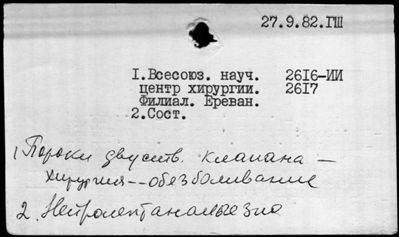 27.9.82.ГПШ
I.Всесоюз. науч. 2616-ИИ
центр хирургии. 2617
Филиал. Ереван.
2.Сост.
1 Пороки двуств. клапана –
хирургия – обезболивание
2. Нейролептанальгезия